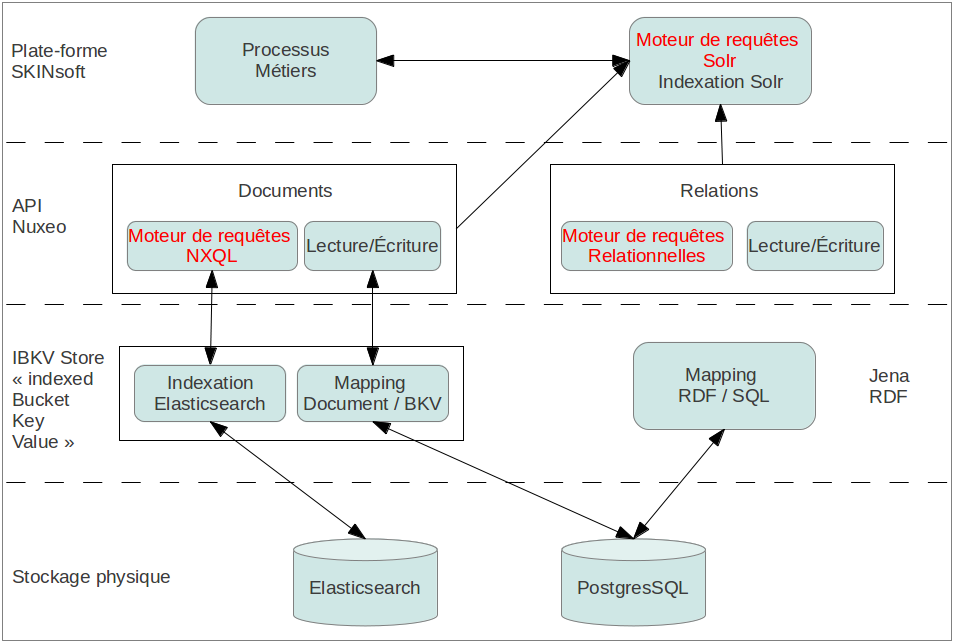 Plate-forme
SKINsoft
Processus
Métiers
Moteur de requêtes
Solr
Indexation Solr
API
Nuxeo
Documents
Moteur de requêtes
NXQL
Lecture/Écriture
Relations
Moteur de requêtes
Relationnelles
Lecture/Écriture
IBKV Store
« indexed
Bucket
Key
Value »
Indexation
Elasticsearch
Mapping
Document / BKV
Mapping
RDF / SQL
Jena
RDF
Stockage physique
Elasticsearch
PostgresSQL